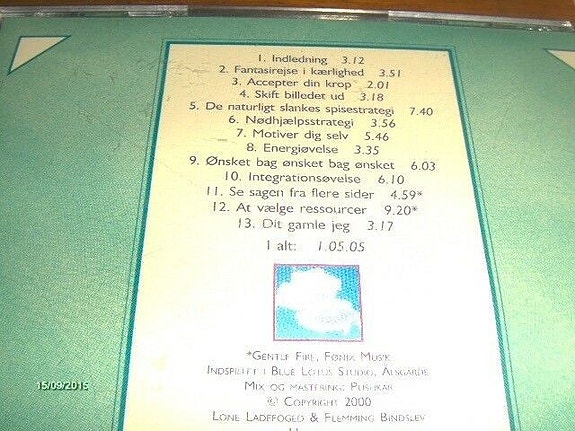 1. Indledning 3.12
2. Fantasirejse i kærlighed 3.51
3. Accepter din krop 2.01
4. Skift billedet ud 3.18
5. De naturligt slankes spisestrategi 7.40
6. Nødhjælpsstrategi 3.56
7. Motiver dig selv 5.46
8. Energiøvelse 3.35
9. Ønsket bag ønsket bag ønsket 6.03
10. Integrationsøvelse 6.10
11. Se sagen fra flere sider 4.59*
12. At vælge ressourcer 9.20*
13. Dit gamle jeg 3.17
I alt: 1.05.05
*Gentle Fire, Fønix Musik
Indspillet i Blue Lotus Studio, Alsgårde
Mix og mastering: Pushkar
© Copyright 2000
Lone Ladefoged & Flemming Bindslev
15/09/2015